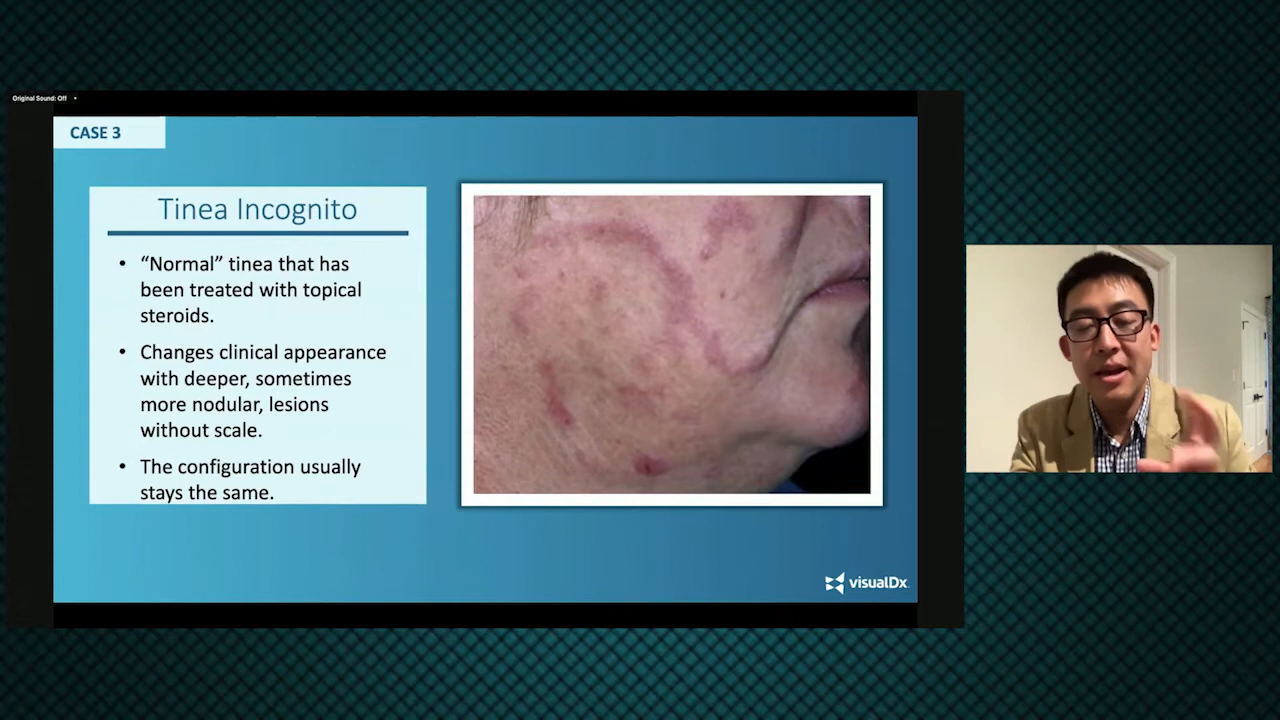 Original Sound: Off
CASE 3
Tinea Incognito
• “Normal” tinea that has
been treated with topical
steroids.
• Changes clinical appearance
with deeper, sometimes
more nodular, lesions
without scale.
• The configuration usually
stays the same.
visualDx